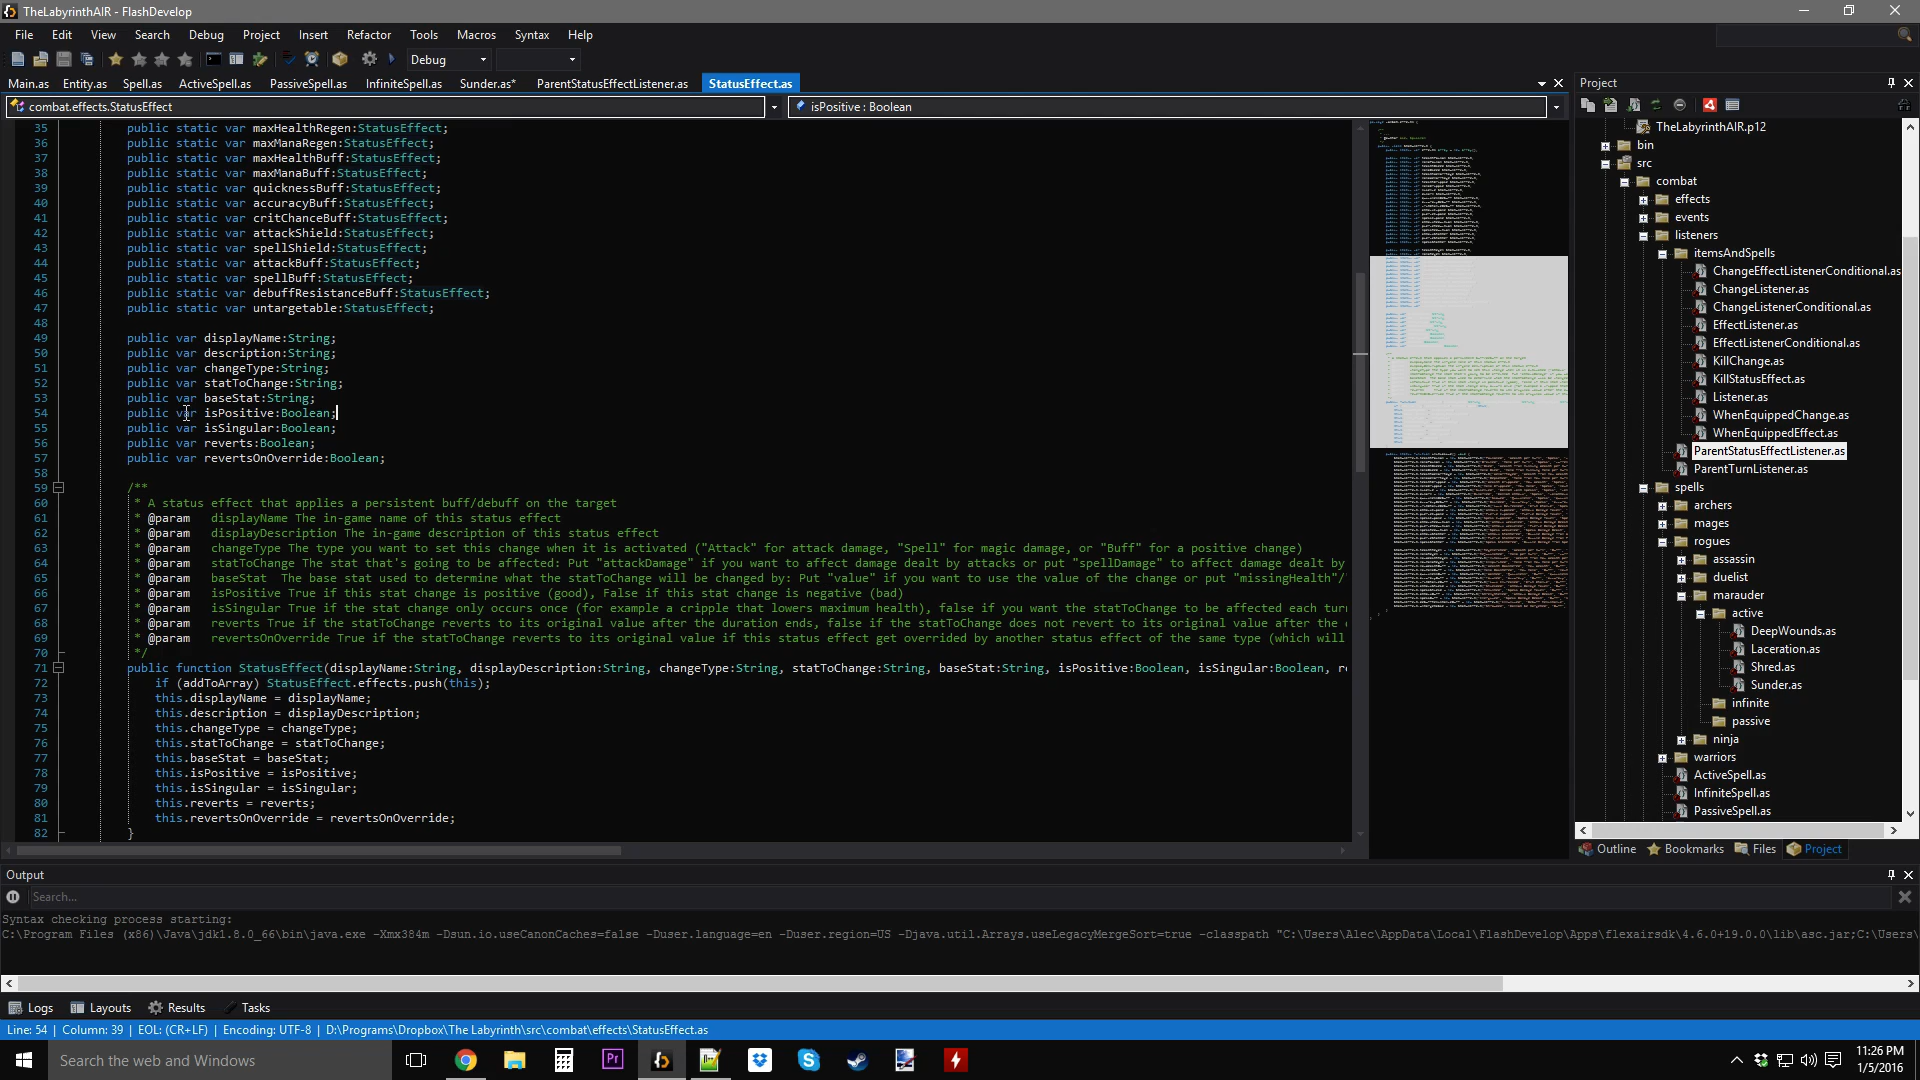 TheLabyrinthAIR - FlashDevelop
File Edit View Search Debug Project Insert Refactor Tools Macros Syntax Help
Debug
Main.as Entity.as Spell.as ActiveSpell.as PassiveSpell.as InfiniteSpell.as Sunder.as* ParentStatusEffectListener.as StatusEffect.as
combat.effects.StatusEffect
isPositive : Boolean
35 public static var maxHealthRegen:StatusEffect;
36 public static var maxManaRegen:StatusEffect;
37 public static var maxHealthBuff:StatusEffect;
38 public static var maxManaBuff:StatusEffect;
39 public static var quicknessBuff:StatusEffect;
40 public static var accuracyBuff:StatusEffect;
41 public static var critChanceBuff:StatusEffect;
42 public static var attackShield:StatusEffect;
43 public static var spellShield:StatusEffect;
44 public static var attackBuff:StatusEffect;
45 public static var spellBuff:StatusEffect;
46 public static var debuffResistanceBuff:StatusEffect;
47 public static var untargetable:StatusEffect;
48
49 public var displayName:String;
50 public var description:String;
51 public var changeType:String;
52 public var statToChange:String;
53 public var baseStat:String;
54 public var isPositive:Boolean;
55 public var isSingular:Boolean;
56 public var reverts:Boolean;
57 public var revertsOnOverride:Boolean;
58
59 /**
60 * A status effect that applies a persistent buff/debuff on the target
61 * @param displayName The in-game name of this status effect
62 * @param displayDescription The in-game description of this status effect
63 * @param changeType The type you want to set this change when it is activated ("Attack" for attack damage, "Spell" for magic damage, or "Buff" for a positive change)
64 * @param statToChange The stat that's going to be affected: Put "attackDamage" if you want to affect damage dealt by attacks or put "spellDamage" to affect damage dealt by
65 * @param baseStat The base stat used to determine what the statToChange will be changed by: Put "value" if you want to use the value of the change or put "missingHealth"/
66 * @param isPositive True if this stat change is positive (good), False if this stat change is negative (bad)
67 * @param isSingular True if the stat change only occurs once (for example a cripple that lowers maximum health), false if you want the statToChange to be affected each tur
68 * @param reverts True if the statToChange reverts to its original value after the duration ends, false if the statToChange does not revert to its original value after the
69 * @param revertsOnOverride True if the statToChange reverts to its original value if this status effect get overrided by another status effect of the same type (which will
70 */
71 public function StatusEffect(displayName:String, displayDescription:String, changeType:String, statToChange:String, baseStat:String, isPositive:Boolean, isSingular:Boolean, re
72 if (addToArray) StatusEffect.effects.push(this);
73 this.displayName = displayName;
74 this.description = displayDescription;
75 this.changeType = changeType;
76 this.statToChange = statToChange;
77 this.baseStat = baseStat;
78 this.isPositive = isPositive;
79 this.isSingular = isSingular;
80 this.reverts = reverts;
81 this.revertsOnOverride = revertsOnOverride;
82 }
Project
TheLabyrinthAIR.p12
bin
src
combat
effects
events
listeners
itemsAndSpells
ChangeEffectListenerConditional.as
ChangeListener.as
ChangeListenerConditional.as
EffectListener.as
EffectListenerConditional.as
KillChange.as
KillStatusEffect.as
Listener.as
WhenEquippedChange.as
WhenEquippedEffect.as
ParentStatusEffectListener.as
ParentTurnListener.as
spells
archers
mages
rogues
assassin
duelist
marauder
active
DeepWounds.as
Laceration.as
Shred.as
Sunder.as
infinite
passive
ninja
warriors
ActiveSpell.as
InfiniteSpell.as
PassiveSpell.as
Outline Bookmarks Files Project
Output
Search...
Syntax checking process starting:
C:\Program Files (x86)\Java\jdk1.8.0_66\bin\java.exe -Xmx384m -Dsun.io.useCanonCaches=false -Duser.language=en -Duser.region=US -Djava.util.Arrays.useLegacyMergeSort=true -classpath "C:\Users\Alec\AppData\Local\FlashDevelop\Apps\flexairsdk\4.6.0+19.0.0\lib\asc.jar;C:\Users\
Logs Layouts Results Tasks
Line: 54 | Column: 39 | EOL: (CR+LF) | Encoding: UTF-8 | D:\Programs\Dropbox\The Labyrinth\src\combat\effects\StatusEffect.as
Search the web and Windows
Pr
11:26 PM
1/5/2016